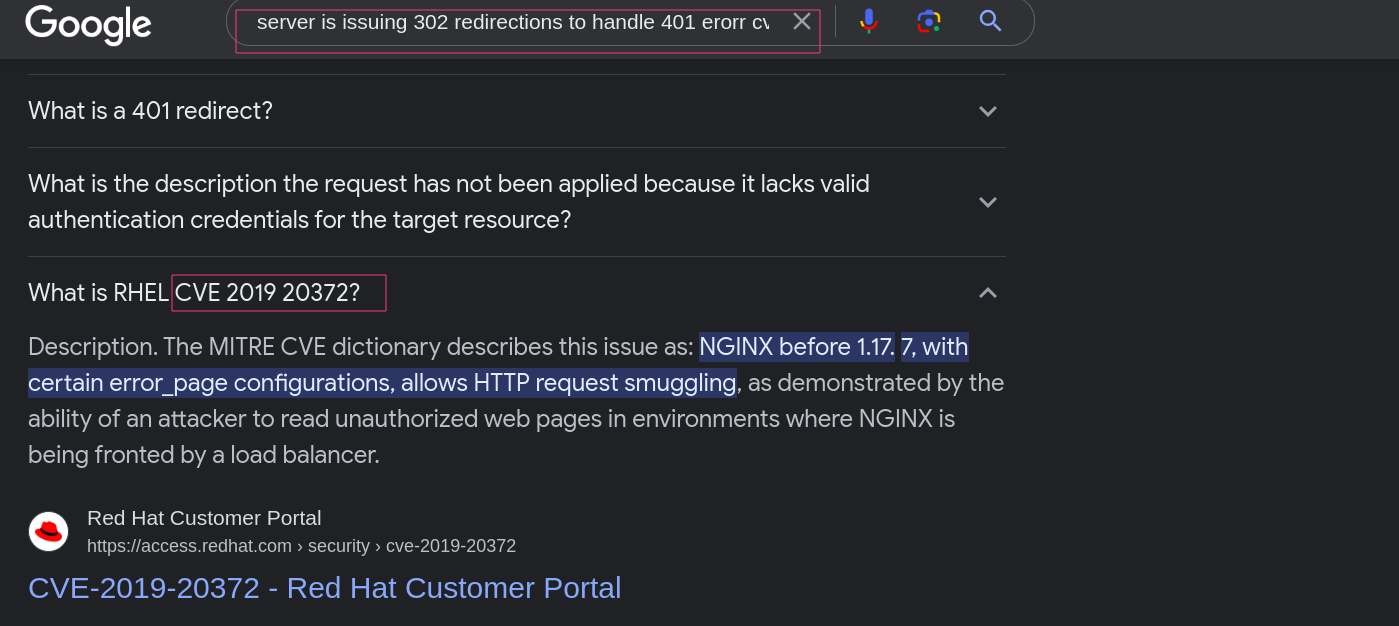 Google
server is issuing 302 redirections to handle 401 erorr cv
What is a 401 redirect?
What is the description the request has not been applied because it lacks valid
authentication credentials for the target resource?
What is RHEL CVE 2019 20372?
Description. The MITRE CVE dictionary describes this issue as: NGINX before 1.17. 7, with
certain error_page configurations, allows HTTP request smuggling, as demonstrated by the
ability of an attacker to read unauthorized web pages in environments where NGINX is
being fronted by a load balancer.
Red Hat Customer Portal
https://access.redhat.com › security › cve-2019-20372
CVE-2019-20372 - Red Hat Customer Portal